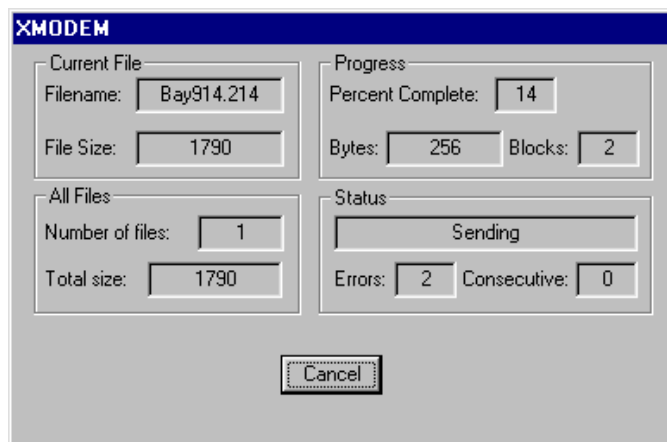 XMODEM
Current File
Filename: Bay914.214
File Size: 1790
Progress
Percent Complete: 14
Bytes: 256 Blocks: 2
All Files
Number of files: 1
Total size: 1790
Status
Sending
Errors: 2 Consecutive: 0
Cancel